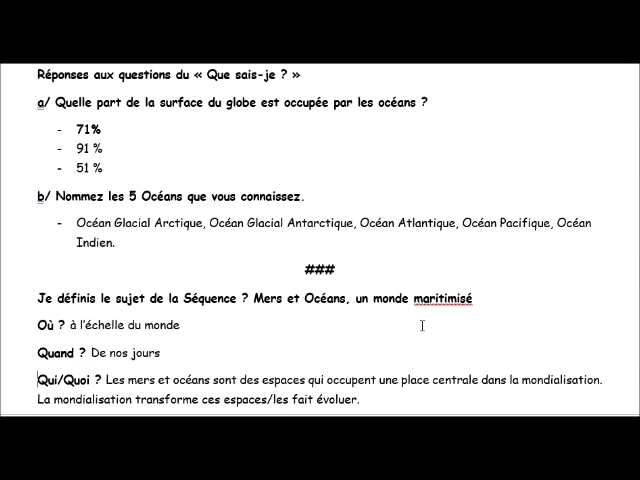 Réponses aux questions du « Que sais-je ? »
a/ Quelle part de la surface du globe est occupée par les océans ?
- 71%
- 91 %
- 51 %
b/ Nommez les 5 Océans que vous connaissez.
- Océan Glacial Arctique, Océan Glacial Antarctique, Océan Atlantique, Océan Pacifique, Océan
Indien.
###
Je définis le sujet de la Séquence ? Mers et Océans, un monde maritimisé
Où ? à l'échelle du monde
Quand ? De nos jours
Qui/Quoi ? Les mers et océans sont des espaces qui occupent une place centrale dans la mondialisation.
La mondialisation transforme ces espaces/les fait évoluer.